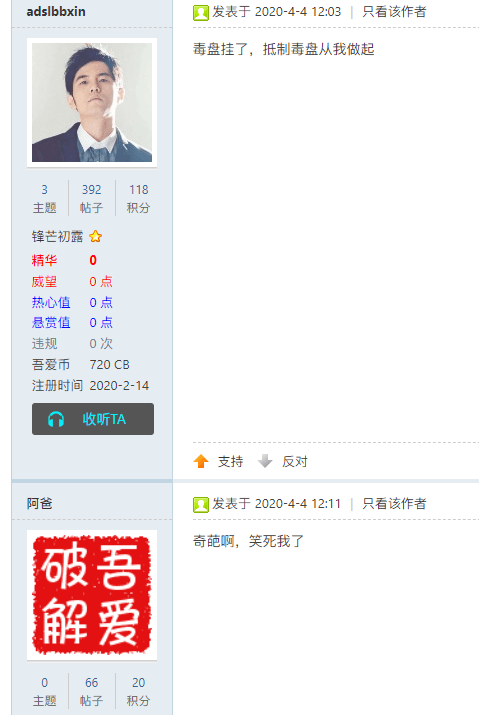 adslbbxin
发表于 2020-4-4 12:03 | 只看该作者
毒盘挂了，抵制毒盘从我做起
3 392 118
主题 帖子 积分
锋芒初露
精华 0
威望 0 点
热心值 0 点
悬赏值 0 点
违规 0 次
吾爱币 720 CB
注册时间 2020-2-14
收听TA
支持 反对
阿爸
发表于 2020-4-4 12:11 | 只看该作者
奇葩啊，笑死我了
破吾
解爱
0 66 20
主题 帖子 积分